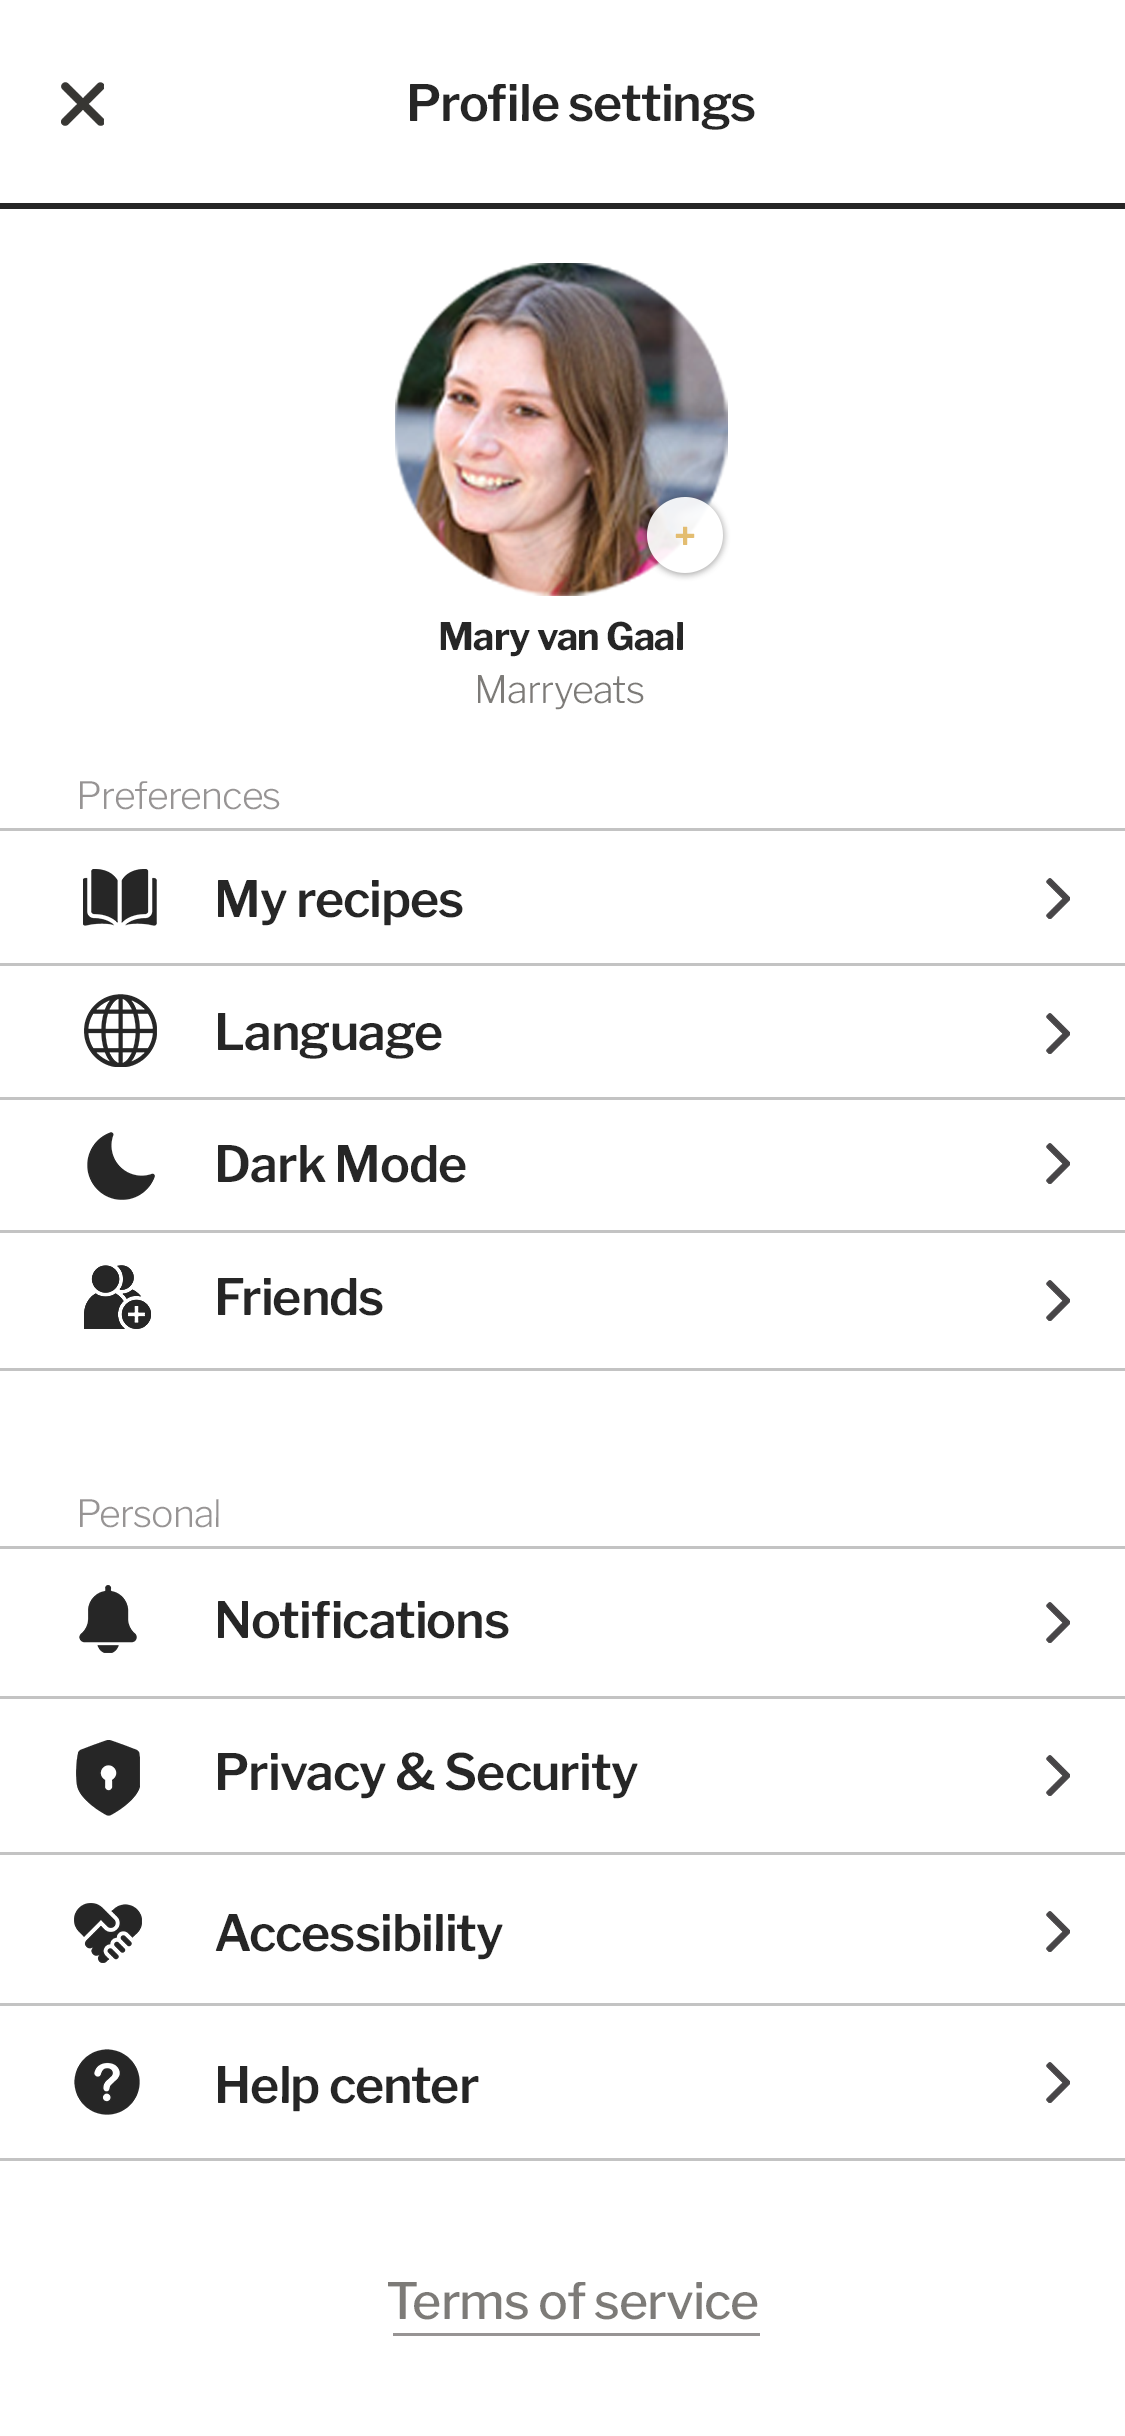 Profile settings
Mary van Gaal
Marryeats
Preferences
My recipes
Language
Dark Mode
Friends
Personal
Notifications
Privacy & Security
Accessibility
Help center
Terms of service